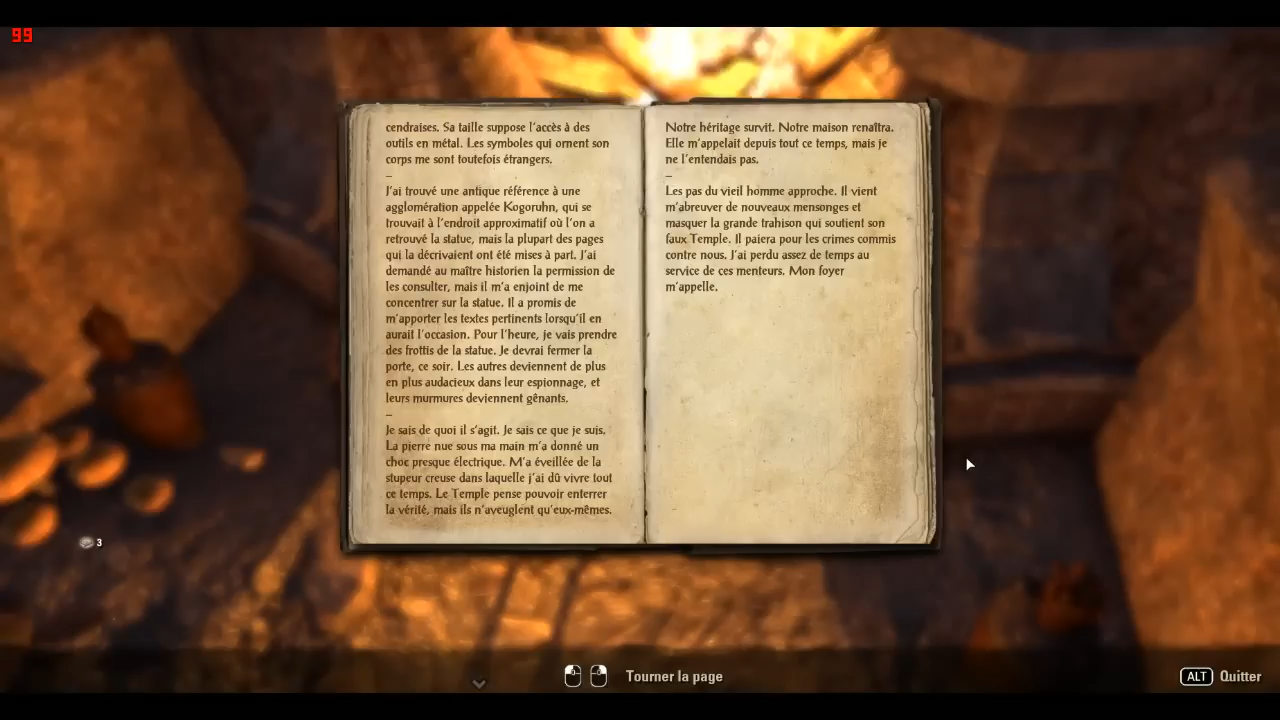 99
cendraises. Sa taille suppose l'accès à des
outils en métal. Les symboles qui ornent son
corps me sont toutefois étrangers.
–
J'ai trouvé une antique référence à une
agglomération appelée Kogoruhn, qui se
trouvait à l'endroit approximatif où l'on a
retrouvé la statue, mais la plupart des pages
qui la décrivaient ont été mises à part. J'ai
demandé au maître historien la permission de
les consulter, mais il m'a enjoint de me
concentrer sur la statue. Il a promis de
m'apporter les textes pertinents lorsqu'il en
aurait l'occasion. Pour l'heure, je vais prendre
des frottis de la statue. Je devrai fermer la
porte, ce soir. Les autres deviennent de plus
en plus audacieux dans leur espionnage, et
leurs murmures deviennent gênants.
–
Je sais de quoi il s'agit. Je sais ce que je suis.
La pierre nue sous ma main m'a donné un
choc presque électrique. M'a éveillée de la
stupeur creuse dans laquelle j'ai dû vivre tout
ce temps. Le Temple pense pouvoir enterrer
la vérité, mais ils n'aveuglent qu'eux-mêmes.
Notre héritage survit. Notre maison renaîtra.
Elle m'appelait depuis tout ce temps, mais je
ne l'entendais pas.
–
Les pas du vieil homme approche. Il vient
m'abreuver de nouveaux mensonges et
masquer la grande trahison qui soutient son
faux Temple. Il paiera pour les crimes commis
contre nous. J'ai perdu assez de temps au
service de ces menteurs. Mon foyer
m'appelle.
3
Tourner la page
ALT Quitter